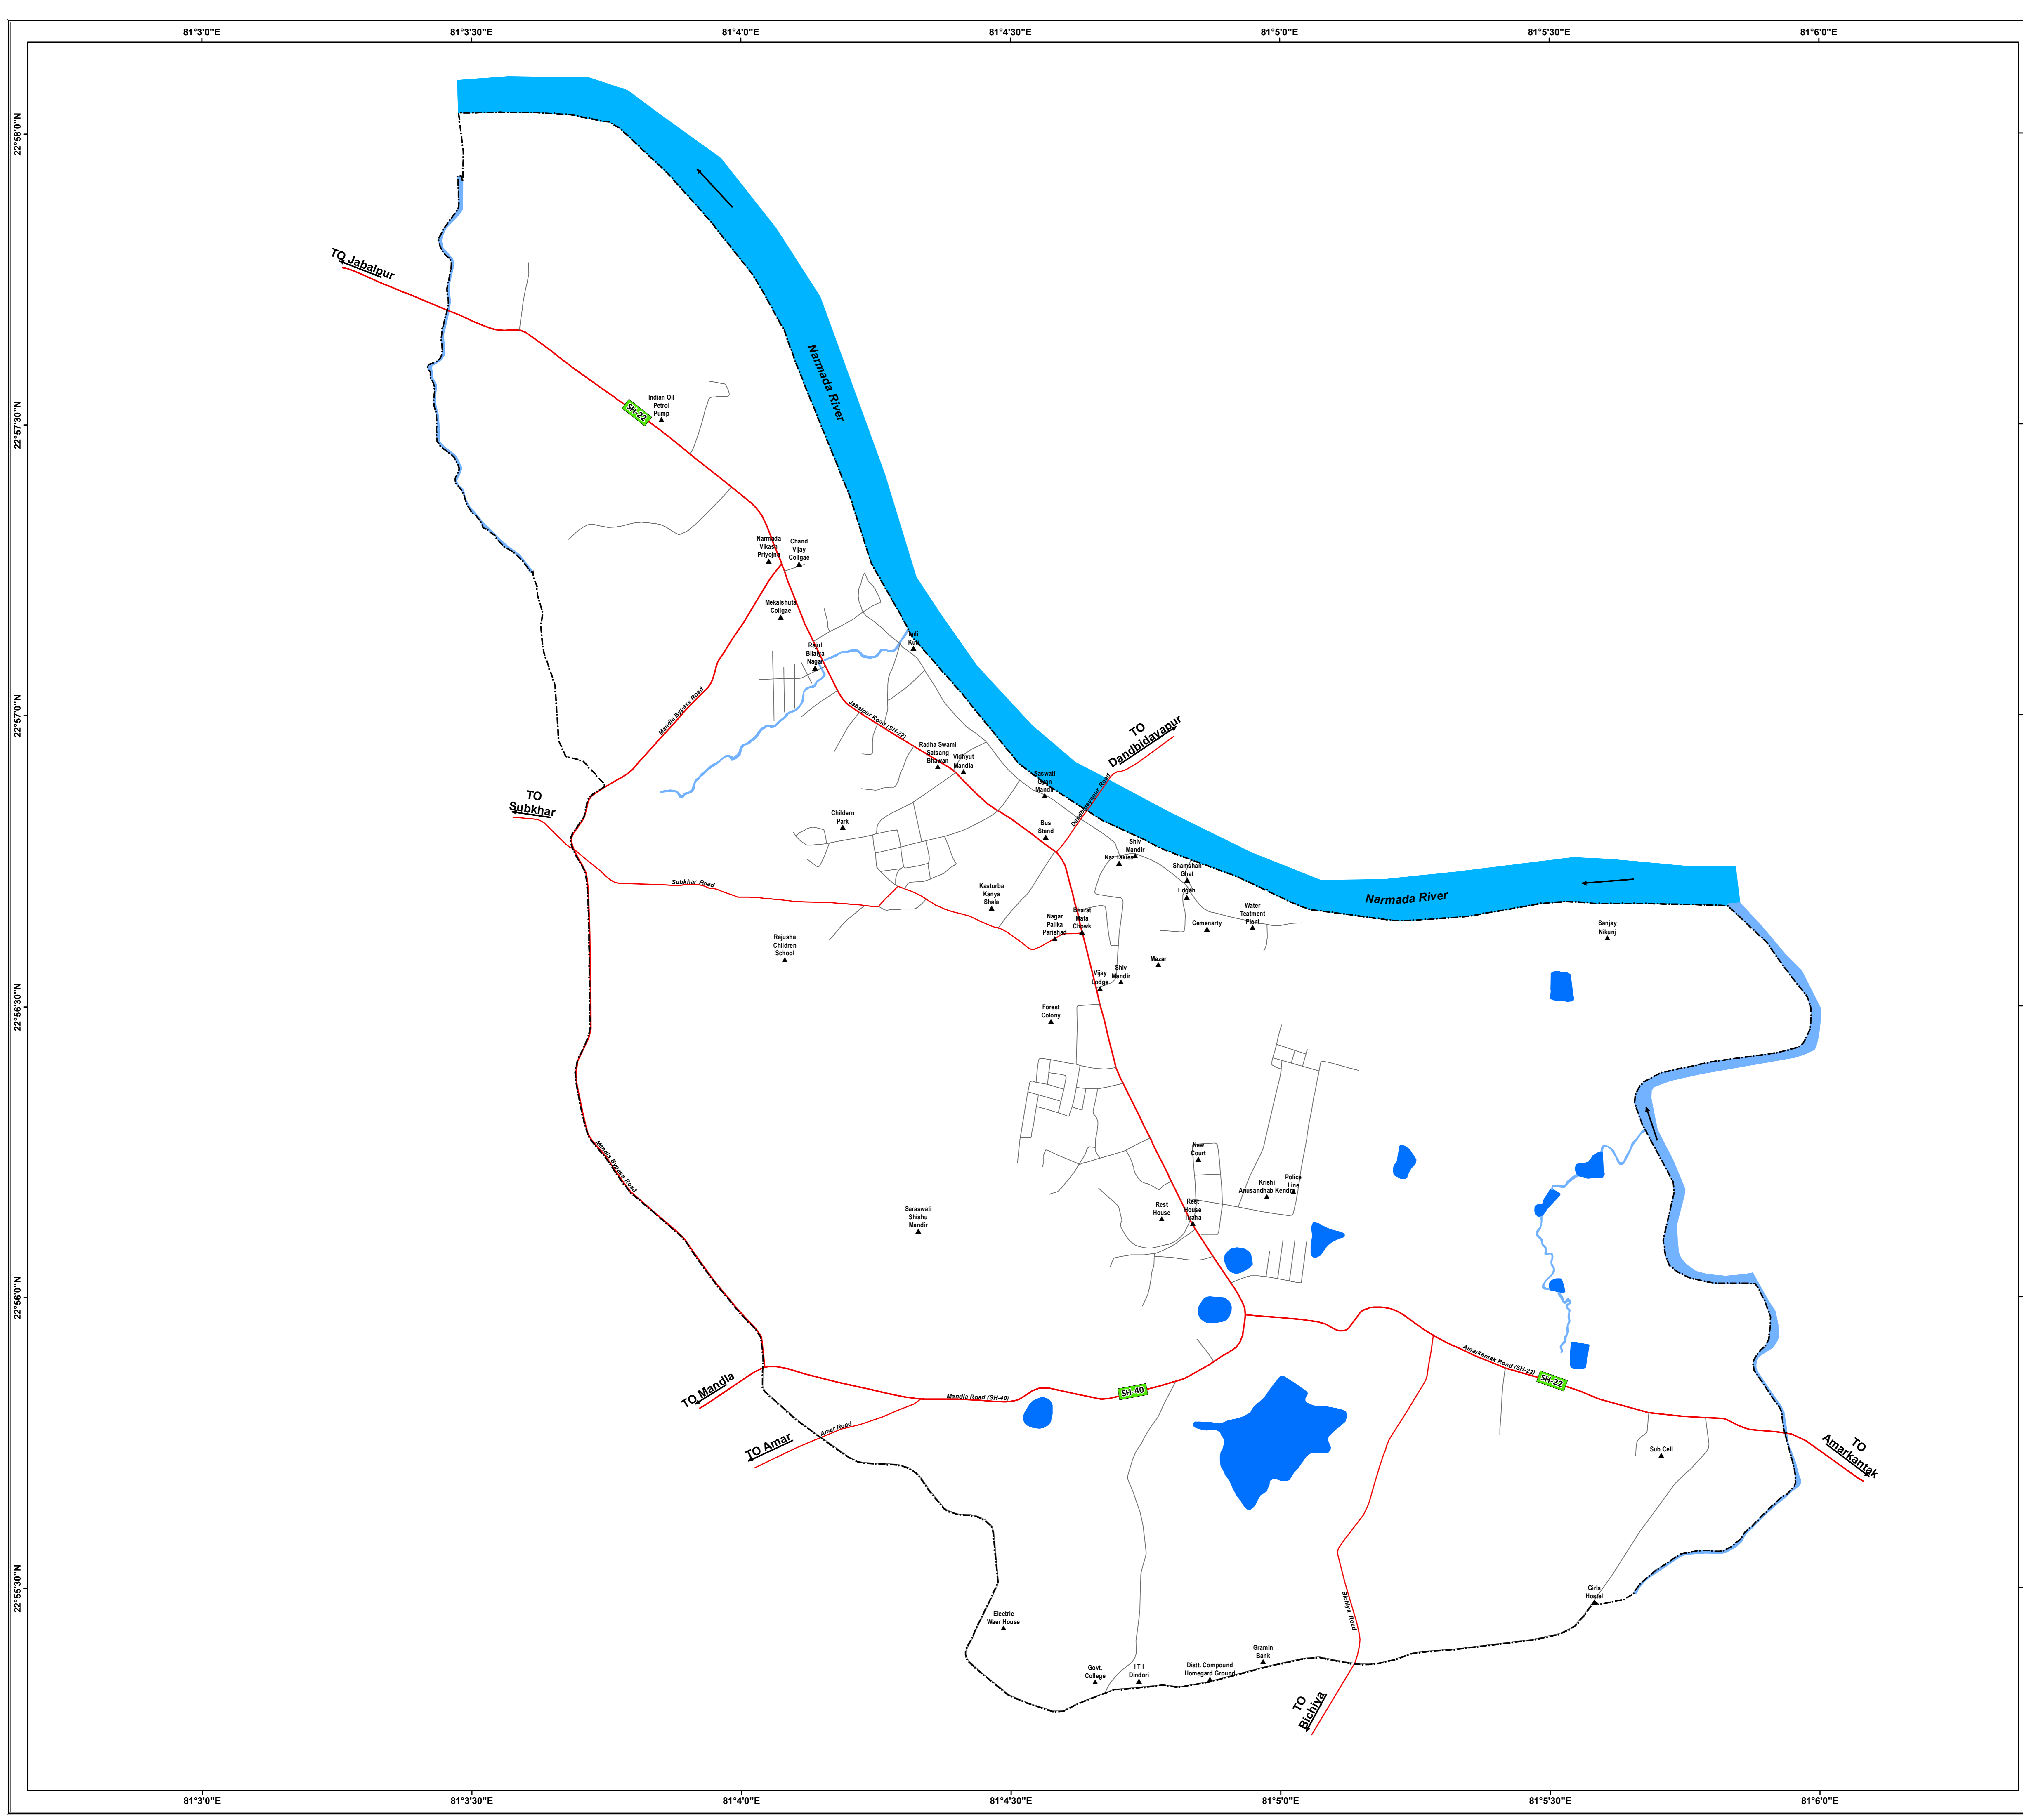 81°3'0"E
81°3'30"E
81°4'0"E
81°4'30"E
81°5'0"E
81°5'30"E
81°6'0"E
22°58'0"N
22°57'30"N
22°57'0"N
22°56'30"N
22°56'0"N
22°55'30"N
TO Jabalpur
SH-22
Indian Oil
Petrol
Pump
Narmada River
Narmada
Vikash
Priyojna
Chand
Vijay
Collgae
Mekalshuta
Collgae
Imli
Kuti
Rahul
Bilaiya
Nagar
Mandla Bypass Road
Jabalpur Road (SH-22)
TO
Dandbidayapur
Radha Swami
Satsang
Bhawan
Vidhyut
Mandla
Gyan
Dandbidayapur Road
TO
Subkhar
Childern
Park
Bus
Stand
Shiv
Mandir
Naz Takies
Shamshan
Ghat
Edgah
Subkhar Road
Kasturba
Kanya
Shala
Nagar
Palika
Parishad
Bharat
Mata
Chowk
Water
Teatment
Plant
Cemenarty
Narmada River
Sanjay
Nikunj
Rajusha
Children
School
Mazar
Vijay
Lodge
Shiv
Mandir
Forest
Colony
Mandla Bypass Road
New
Court
Krishi
Anusandhab Kendra
Police
Line
Rest
House
Rest
House
Tiraha
Saraswati
Shishu
Mandir
Amarkantak Road (SH-22)
SH-22
TO Mandla
Mandla Road (SH-40)
SH-40
TO Amar
Amar Road
TO
Amarkantak
Sub Cell
Girls
Hostel
Bichiya Road
Electric
Waer House
Govt.
College
I T I
Dindori
Distt. Compound
Homegard Ground
Gramin
Bank
TO
Bichiya
81°3'0"E
81°3'30"E
81°4'0"E
81°4'30"E
81°5'0"E
81°5'30"E
81°6'0"E